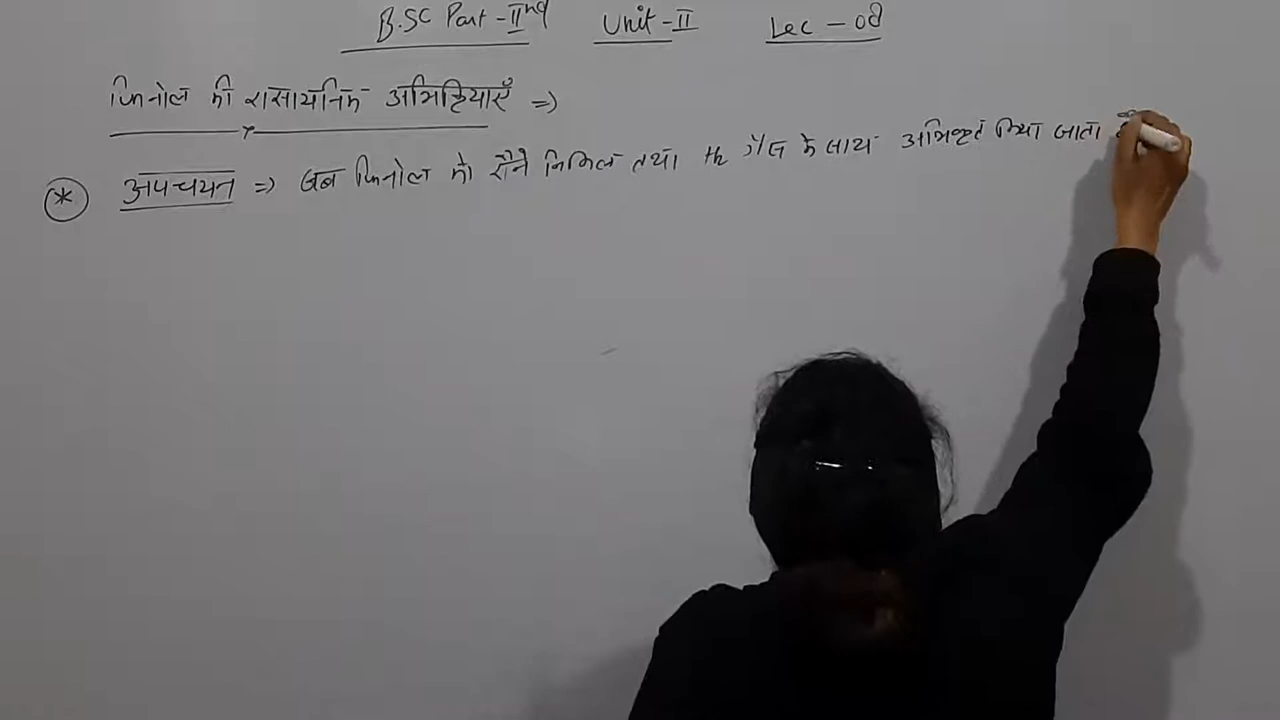 B.SC Part-IInd Unit-II Lec-08
फिनोल की रासायनिक अभिक्रियाएँ =>
* अपचयन => जब फिनोल को रैने निकिल तथा H2 गैस के साथ अभिकृत किया जाता